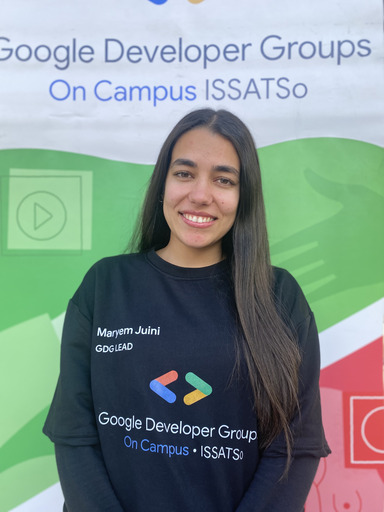 Google Developer Groups
On Campus ISSATSo
Maryem Juini
GDG LEAD
Google Developer Group
On Campus • ISSATSo